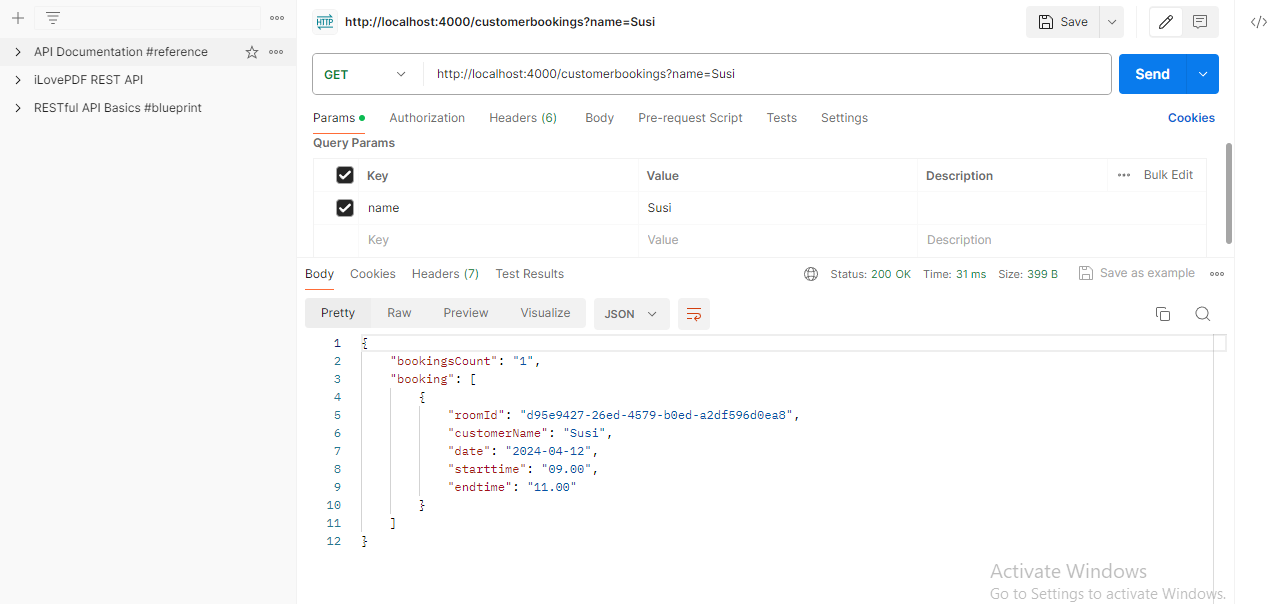 HTTP http://localhost:4000/customerbookings?name=Susi Save
API Documentation #reference
iLovePDF REST API
RESTful API Basics #blueprint
GET http://localhost:4000/customerbookings?name=Susi Send
Params Authorization Headers (6) Body Pre-request Script Tests Settings Cookies
Query Params
Key Value Description Bulk Edit
name Susi
Key Value Description
Body Cookies Headers (7) Test Results Status: 200 OK Time: 31 ms Size: 399 B Save as example
Pretty Raw Preview Visualize JSON
1 {
2 "bookingsCount": "1",
3 "booking": [
4 {
5 "roomId": "d95e9427-26ed-4579-b0ed-a2df596d0ea8",
6 "customerName": "Susi",
7 "date": "2024-04-12",
8 "starttime": "09.00",
9 "endtime": "11.00"
10 }
11 ]
12 }
Activate Windows
Go to Settings to activate Windows.